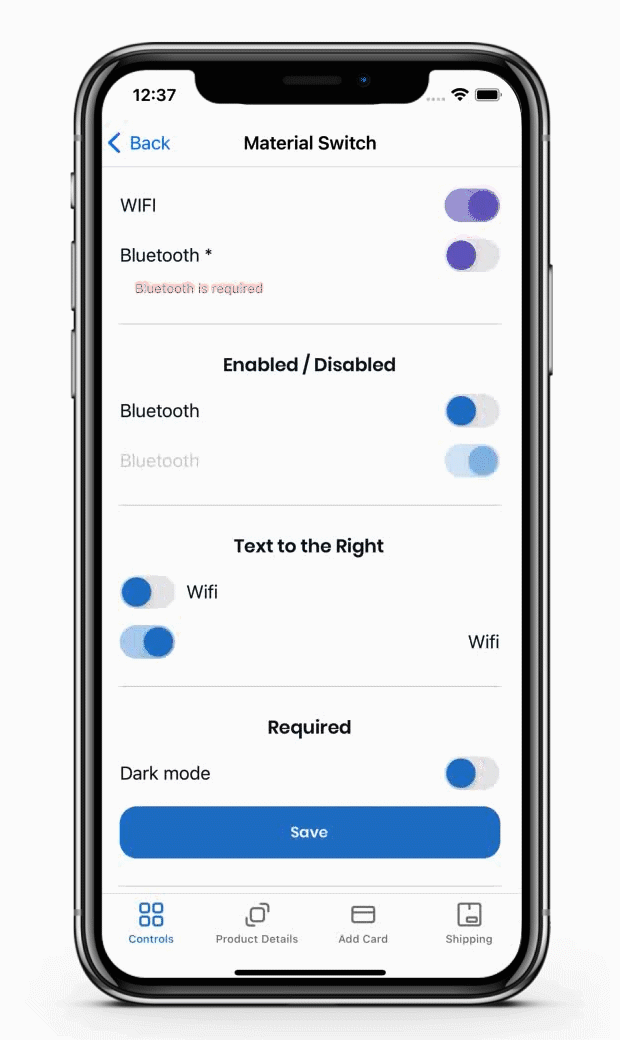 12:37
Back
Material Switch
WIFI
Bluetooth *
Bluetooth is required
Enabled / Disabled
Bluetooth
Bluetooth
Text to the Right
Wifi
Wifi
Required
Dark mode
Save
Controls
Product Details
Add Card
Shipping